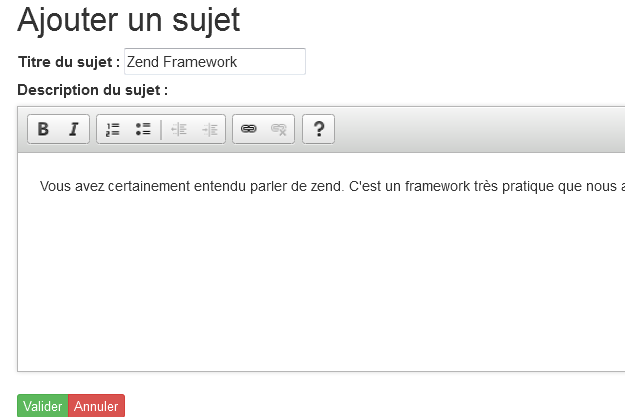 Ajouter un sujet
Titre du sujet : Zend Framework
Description du sujet :
B I ?
Vous avez certainement entendu parler de zend. C'est un framework très pratique que nous a
Valider Annuler